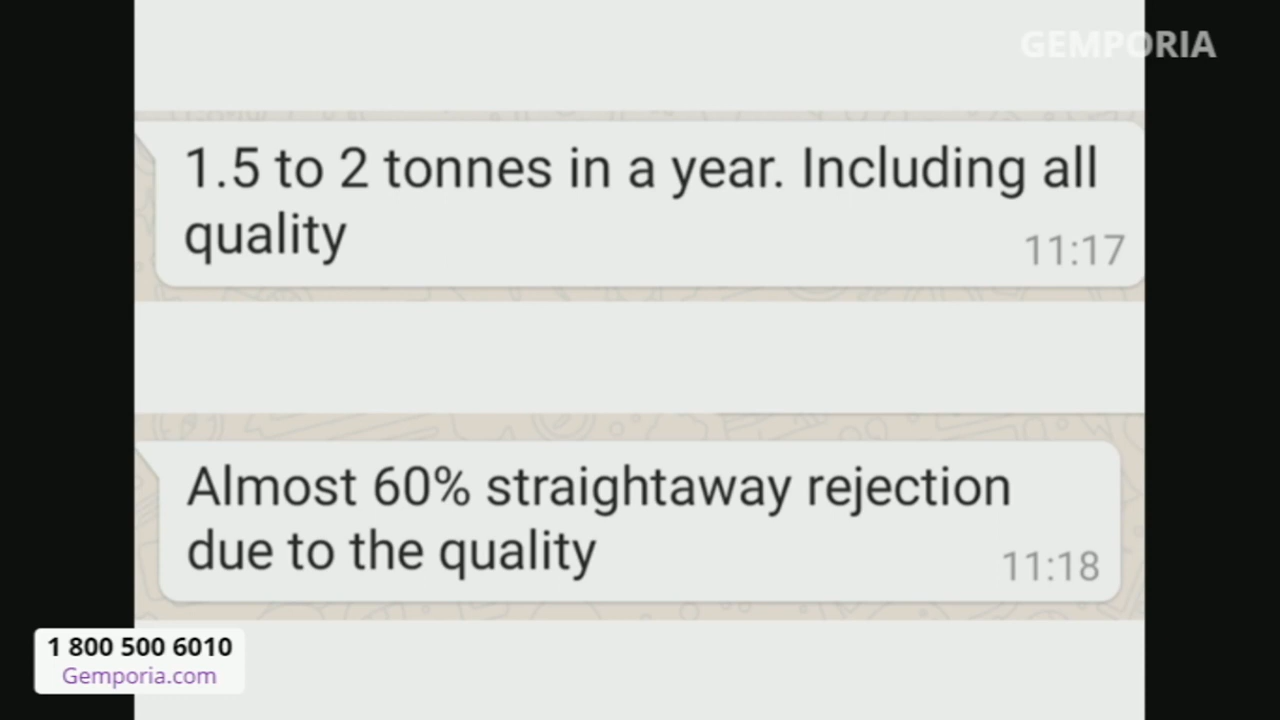 GEMPORIA
1.5 to 2 tonnes in a year. Including all
quality
11:17
Almost 60% straightaway rejection
due to the quality
11:18
1 800 500 6010
Gemporia.com